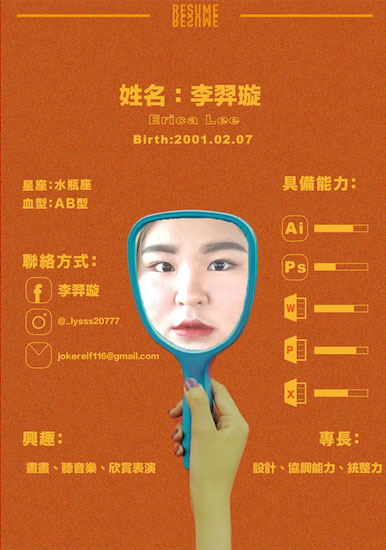 RESUME
RESUME
姓名：李羿璇
Erica Lee
Birth:2001.02.07
星座:水瓶座
血型:AB型
具備能力：
Ai
Ps
W
P
X
聯絡方式：
f 李羿璇
@_lysss20777
jokerelf116@gmail.com
興趣：
畫畫、聽音樂、欣賞表演
專長：
設計、協調能力、統整力